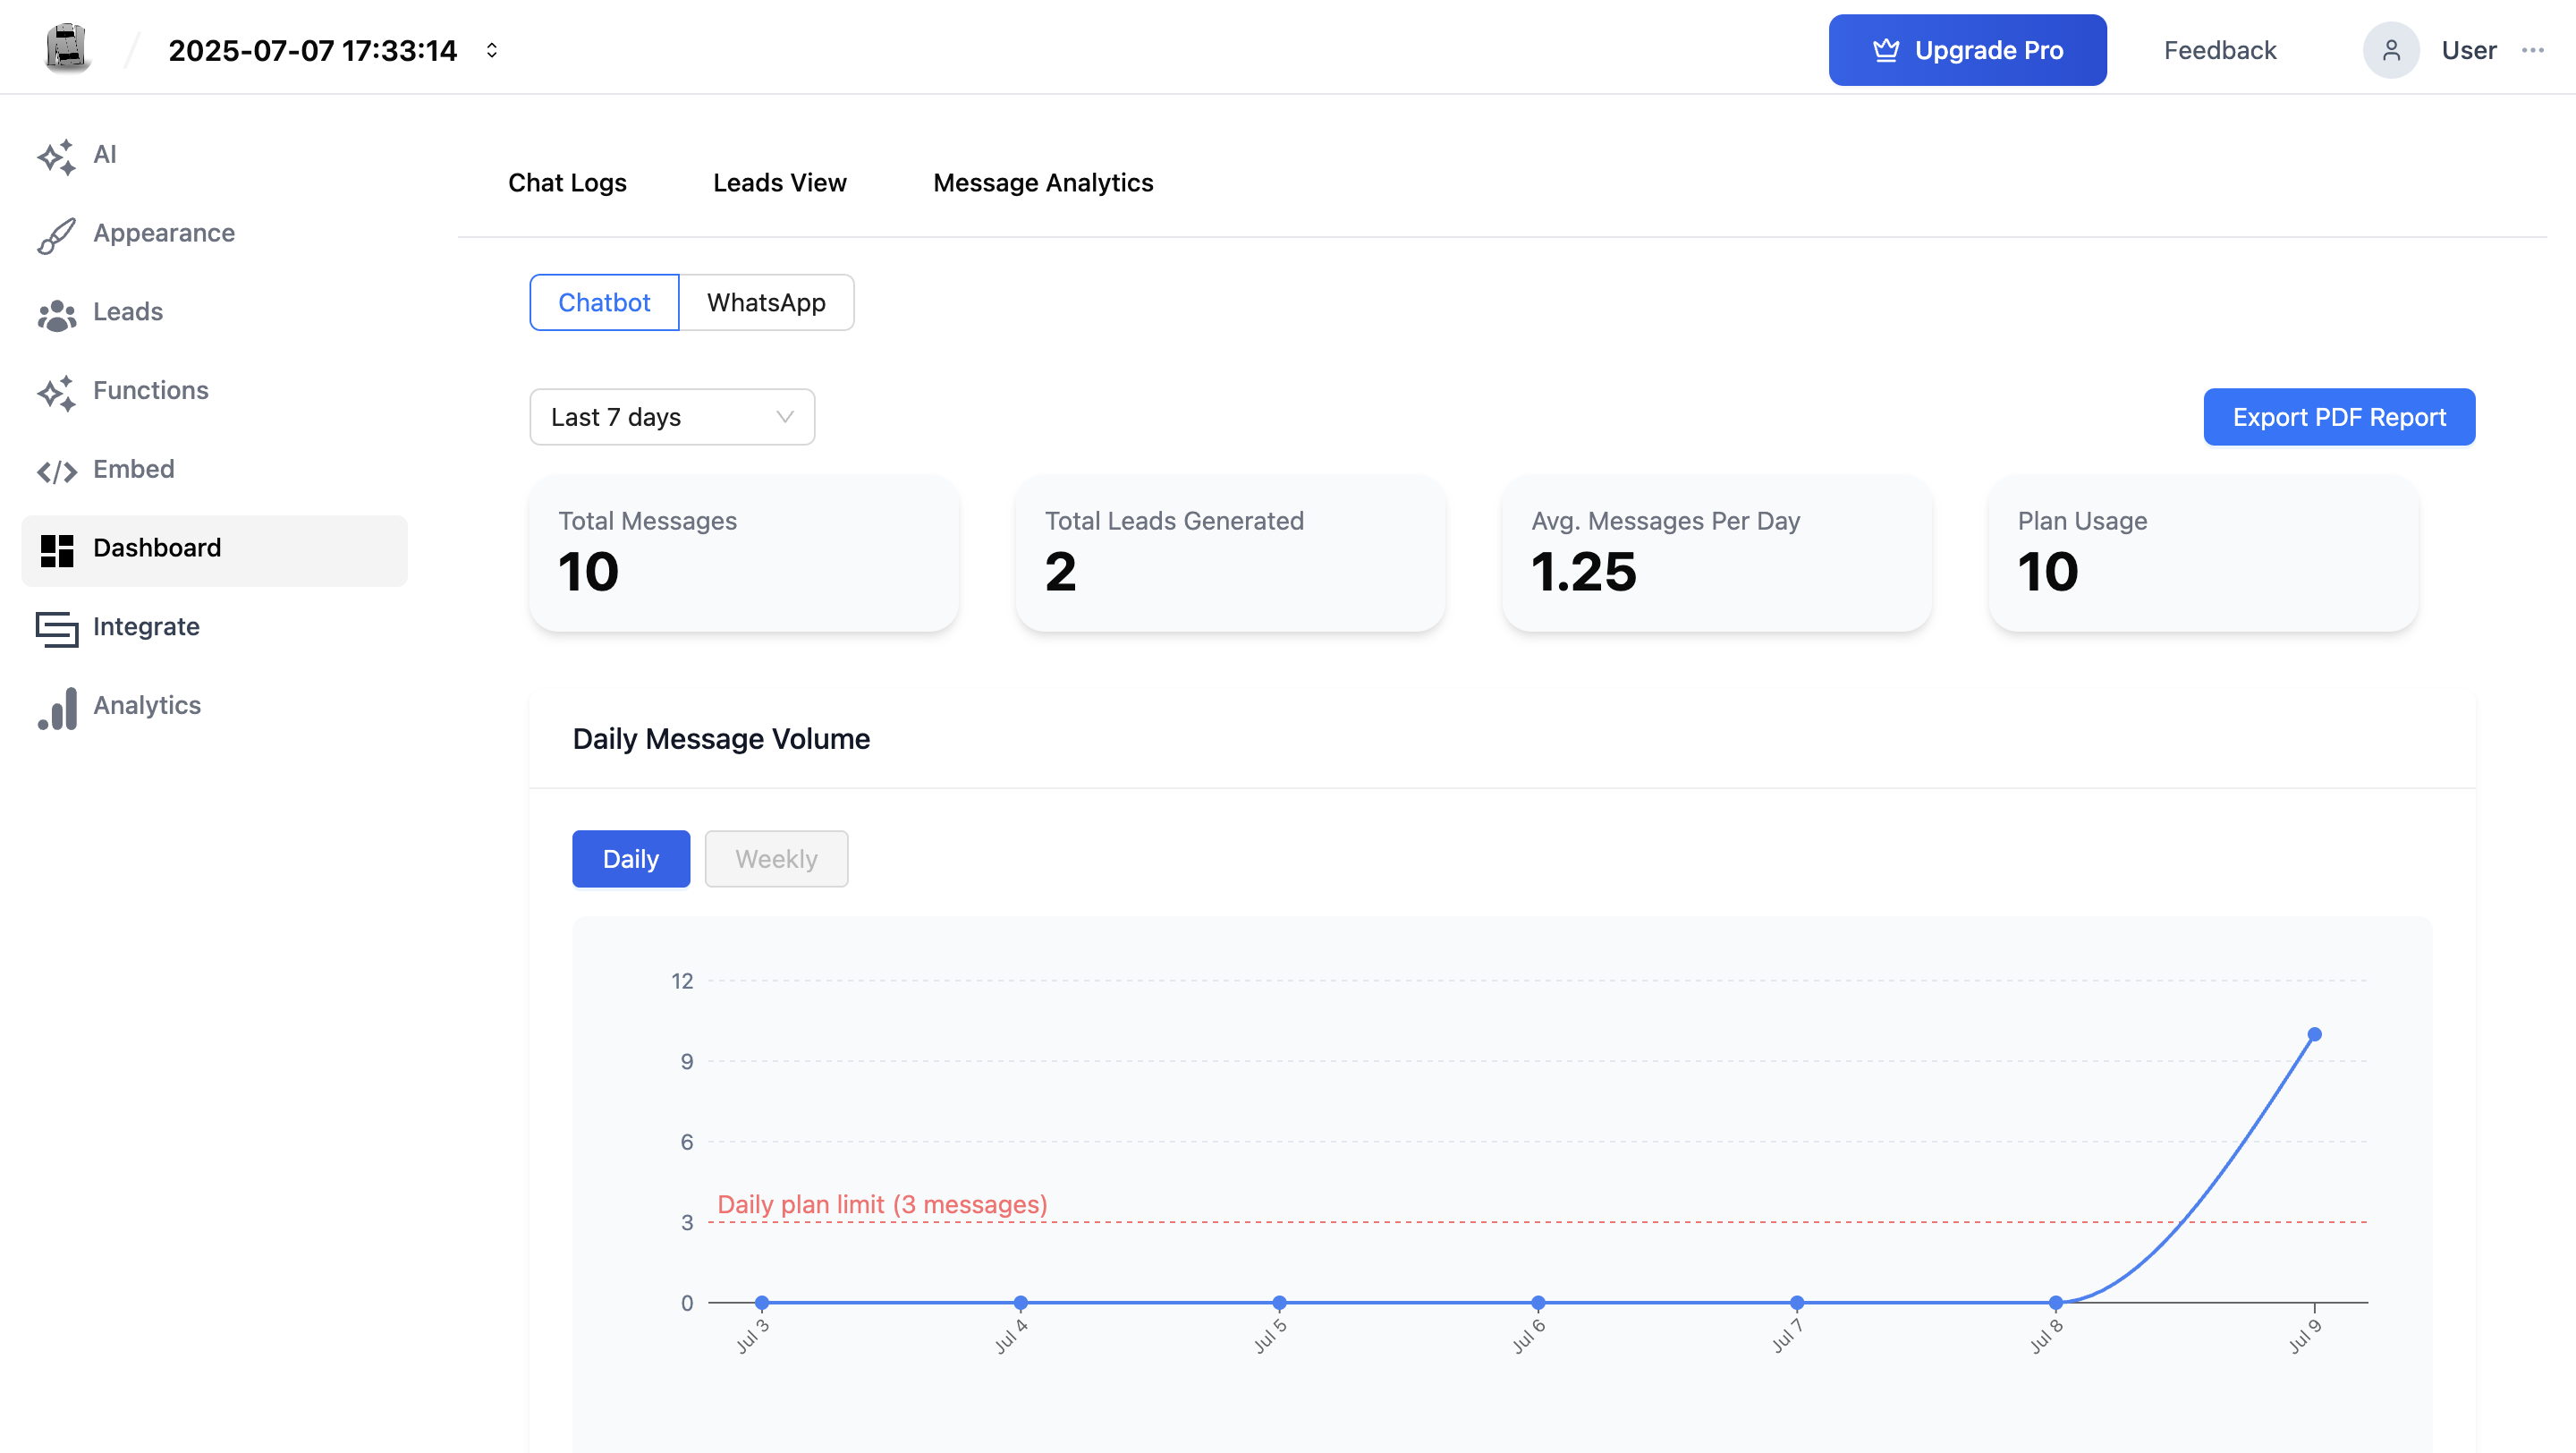 2025-07-07 17:33:14
Upgrade Pro
Feedback
User
AI
Appearance
Leads
Functions
Embed
Dashboard
Integrate
Analytics
Chat Logs
Leads View
Message Analytics
Chatbot
WhatsApp
Last 7 days
Export PDF Report
Total Messages
10
Total Leads Generated
2
Avg. Messages Per Day
1.25
Plan Usage
10
Daily Message Volume
Daily
Weekly
12
9
6
Daily plan limit (3 messages)
3
0
Jul 3
Jul 4
Jul 5
Jul 6
Jul 7
Jul 8
Jul 9